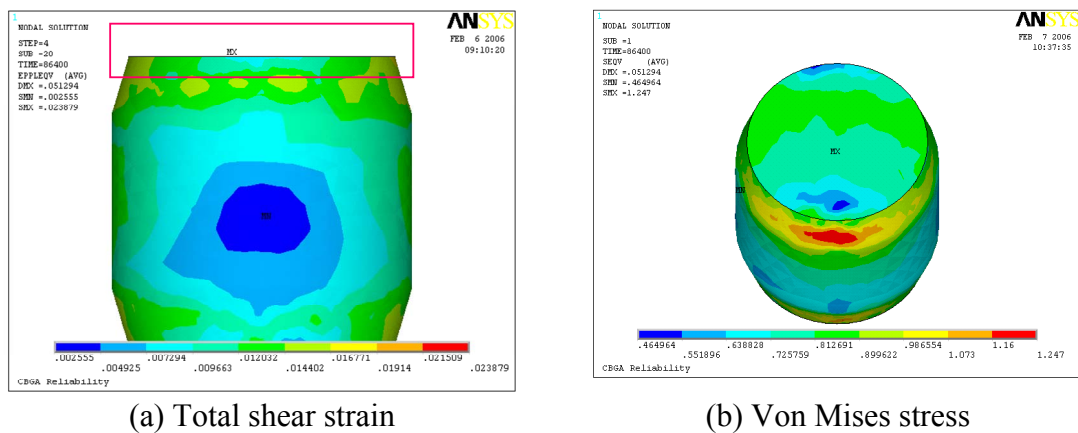 1
NODAL SOLUTION
STEP=4
SUB =20
TIME=86400
EPPLEQV (AVG)
DMX =.051294
SMN =.002555
SMX =.023879
ANSYS
FEB 6 2006
09:10:20
MX
MN
.002555 .007294 .012032 .016771 .021509
.004925 .009663 .014402 .01914 .023879
CBGA Reliability
(a) Total shear strain
1
NODAL SOLUTION
SUB =1
TIME=86400
SEQV (AVG)
DMX =.051294
SMN =.464964
SMX =1.247
ANSYS
FEB 7 2006
10:37:35
MX
.464964 .638828 .812691 .986554 1.16
.551896 .725759 .899622 1.073 1.247
CBGA Reliability
(b) Von Mises stress